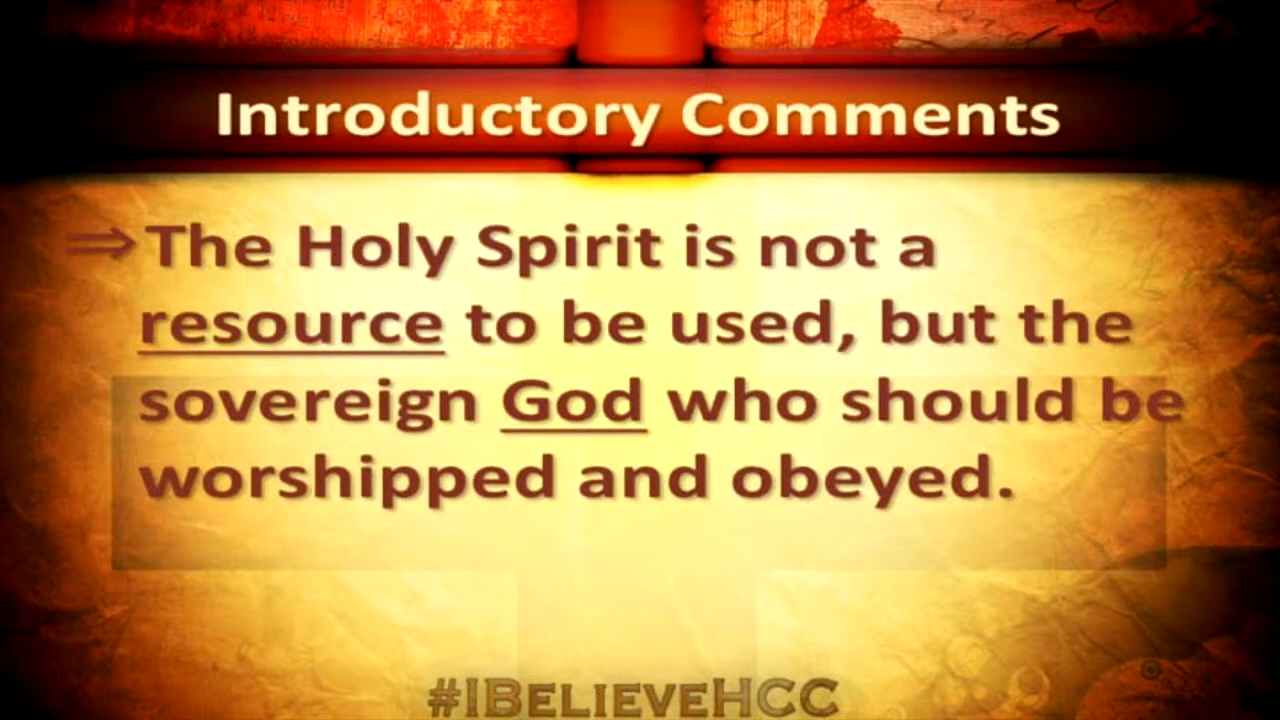 Introductory Comments
⇒The Holy Spirit is not a
resource to be used, but the
sovereign God who should be
worshipped and obeyed.
#IBelieveHCC